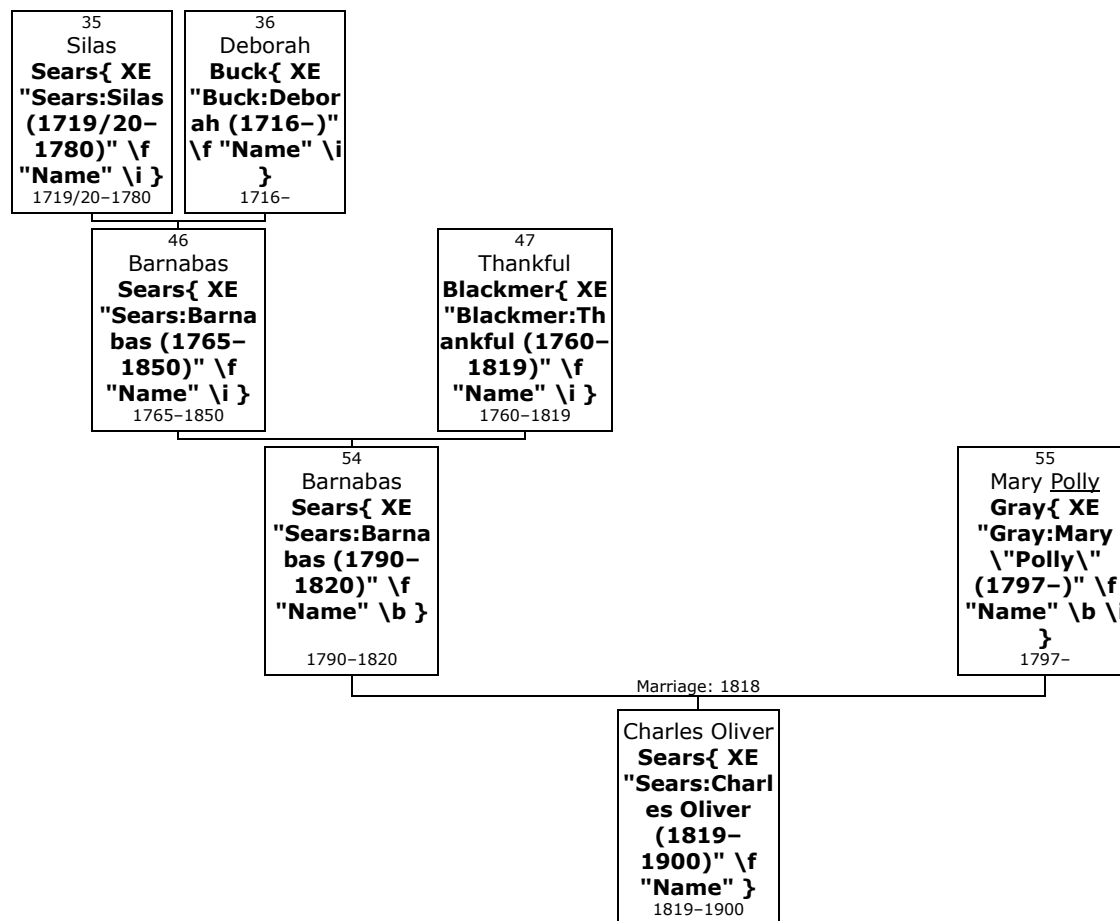 35
Silas
Sears{ XE
"Sears:Silas
(1719/20–
1780)" \f
"Name" \i }
1719/20–1780
36
Deborah
Buck{ XE
"Buck:Debor
ah (1716–)"
\f "Name" \i
}
1716–
46
Barnabas
Sears{ XE
"Sears:Barna
bas (1765–
1850)" \f
"Name" \i }
1765–1850
47
Thankful
Blackmer{ XE
"Blackmer:Th
ankful (1760–
1819)" \f
"Name" \i }
1760–1819
54
Barnabas
Sears{ XE
"Sears:Barna
bas (1790–
1820)" \f
"Name" \b }
1790–1820
55
Mary Polly
Gray{ XE
"Gray:Mary
\"Polly\"
(1797–)" \f
"Name" \b \i
}
1797–
Marriage: 1818
Charles Oliver
Sears{ XE
"Sears:Charl
es Oliver
(1819–
1900)" \f
"Name" }
1819–1900